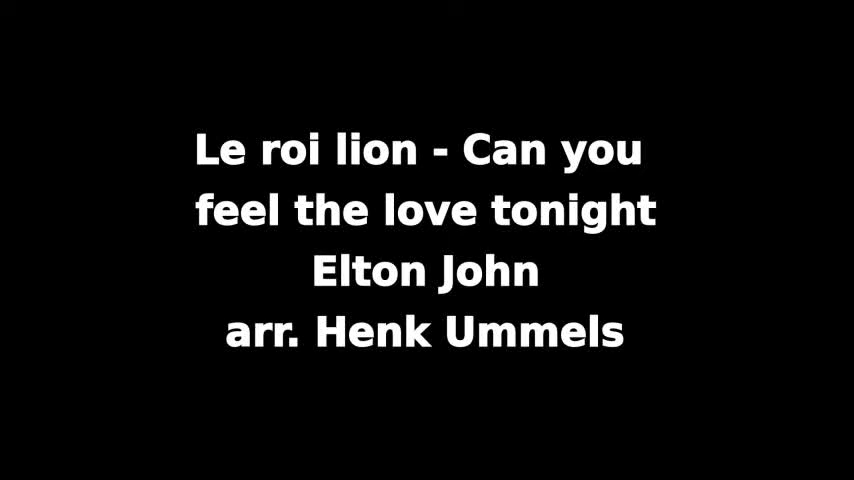 Le roi lion - Can you
feel the love tonight
Elton John
arr. Henk Ummels